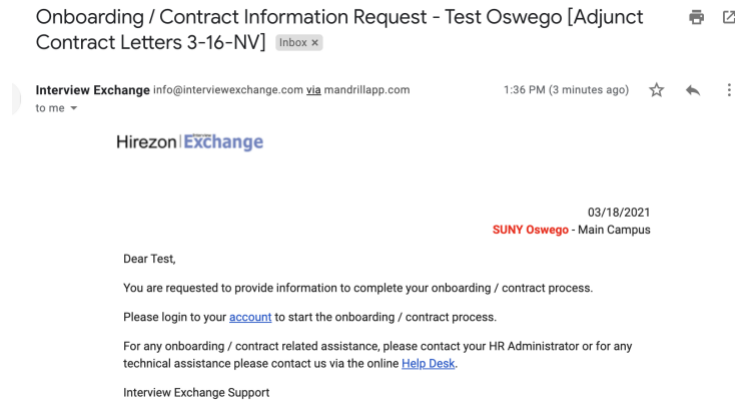 Onboarding / Contract Information Request - Test Oswego [Adjunct
Contract Letters 3-16-NV] Inbox ×
Interview Exchange info@interviewexchange.com via mandrillapp.com 1:36 PM (3 minutes ago)
to me
Hirezon Exchange
03/18/2021
SUNY Oswego - Main Campus
Dear Test,
You are requested to provide information to complete your onboarding / contract process.
Please login to your account to start the onboarding / contract process.
For any onboarding / contract related assistance, please contact your HR Administrator or for any
technical assistance please contact us via the online Help Desk.
Interview Exchange Support